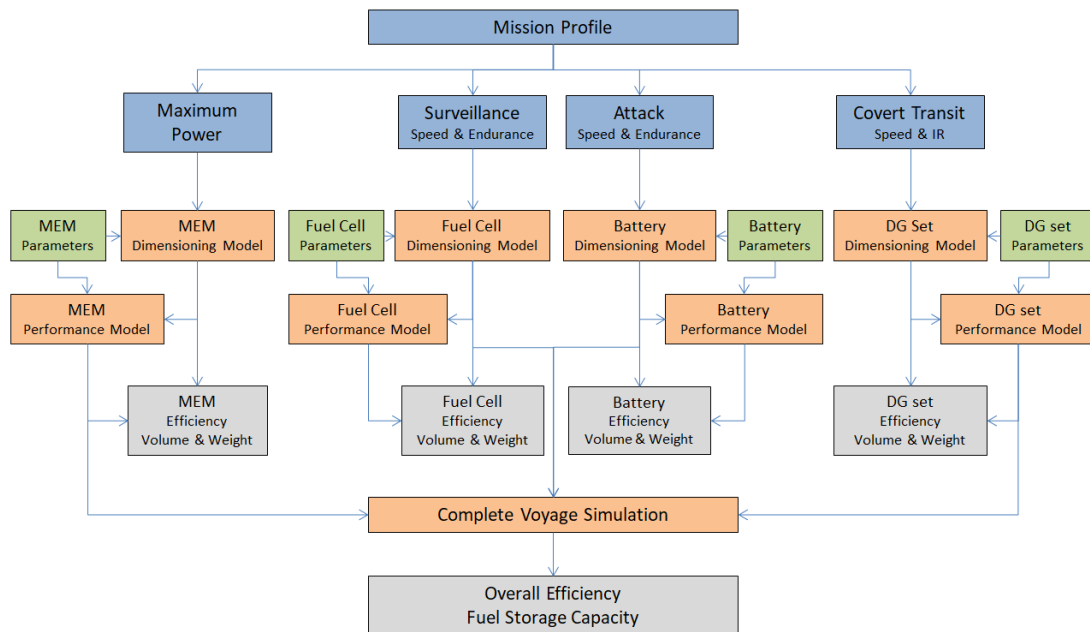 Mission Profile
Maximum
Power
Surveillance
Speed & Endurance
Attack
Speed & Endurance
Covert Transit
Speed & IR
MEM
Parameters
MEM
Dimensioning Model
Fuel Cell
Parameters
Fuel Cell
Dimensioning Model
Battery
Dimensioning Model
Battery
Parameters
DG Set
Dimensioning Model
DG set
Parameters
MEM
Performance Model
Fuel Cell
Performance Model
Battery
Performance Model
DG set
Performance Model
MEM
Efficiency
Volume & Weight
Fuel Cell
Efficiency
Volume & Weight
Battery
Efficiency
Volume & Weight
DG set
Efficiency
Volume & Weight
Complete Voyage Simulation
Overall Efficiency
Fuel Storage Capacity